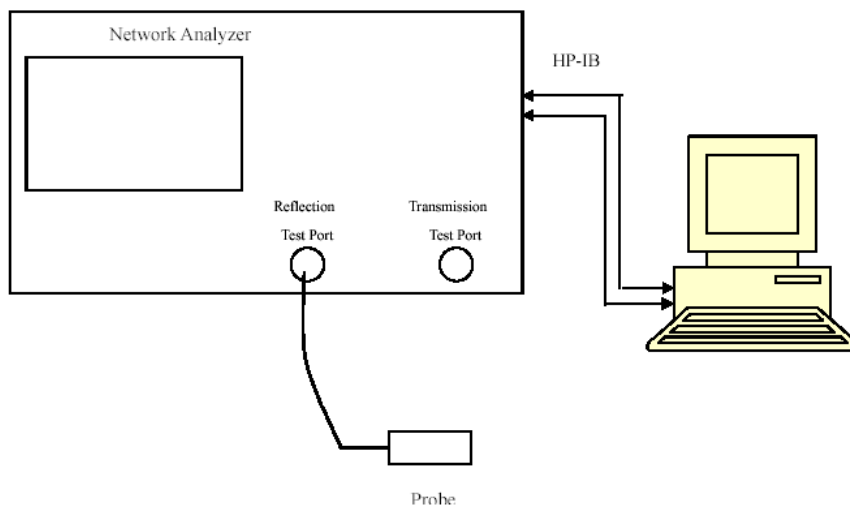 Network Analyzer
HP-IB
Reflection
Test Port
Transmission
Test Port
Probe